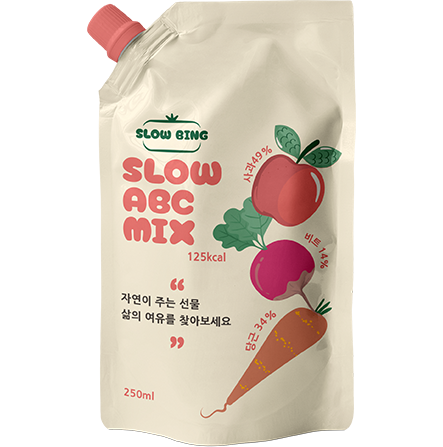 SLOW BING
SLOW
ABC
MIX
125kcal
사과49%
비트 14%
당근 34%
“
자연이 주는 선물
삶의 여유를 찾아보세요
”
250ml